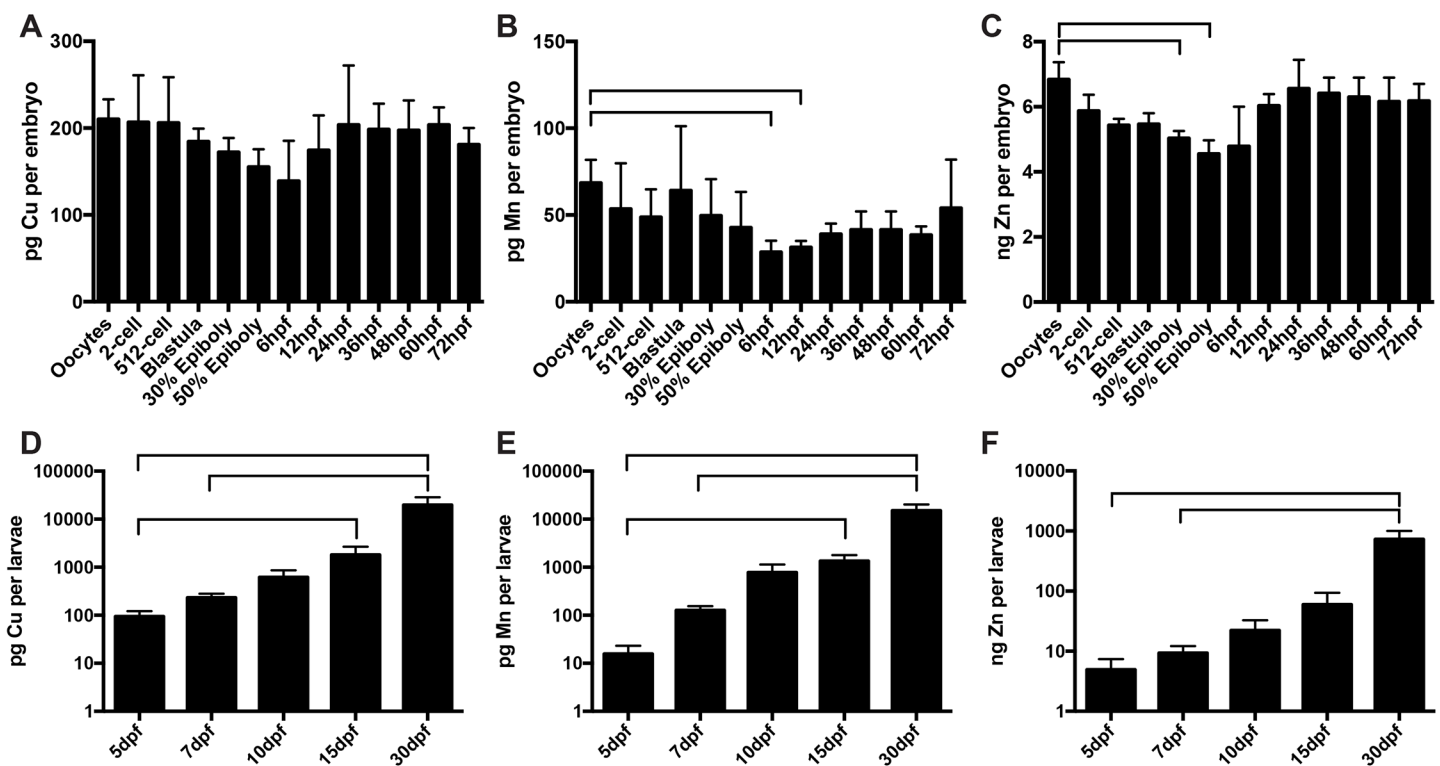 A
pg Cu per embryo
300
200
100
0
Oocytes
2-cell
512-cell
Blastula
30% Epiboly
50% Epiboly
6hpf
12hpf
24hpf
36hpf
48hpf
60hpf
72hpf
B
pg Mn per embryo
150
100
50
0
Oocytes
2-cell
512-cell
Blastula
30% Epiboly
50% Epiboly
6hpf
12hpf
24hpf
36hpf
48hpf
60hpf
72hpf
C
ng Zn per embryo
8
6
4
2
0
Oocytes
2-cell
512-cell
Blastula
30% Epiboly
50% Epiboly
6hpf
12hpf
24hpf
36hpf
48hpf
60hpf
72hpf
D
pg Cu per larvae
100000
10000
1000
100
10
1
5dpf
7dpf
10dpf
15dpf
30dpf
E
pg Mn per larvae
100000
10000
1000
100
10
1
5dpf
7dpf
10dpf
15dpf
30dpf
F
ng Zn per larvae
10000
1000
100
10
1
5dpf
7dpf
10dpf
15dpf
30dpf